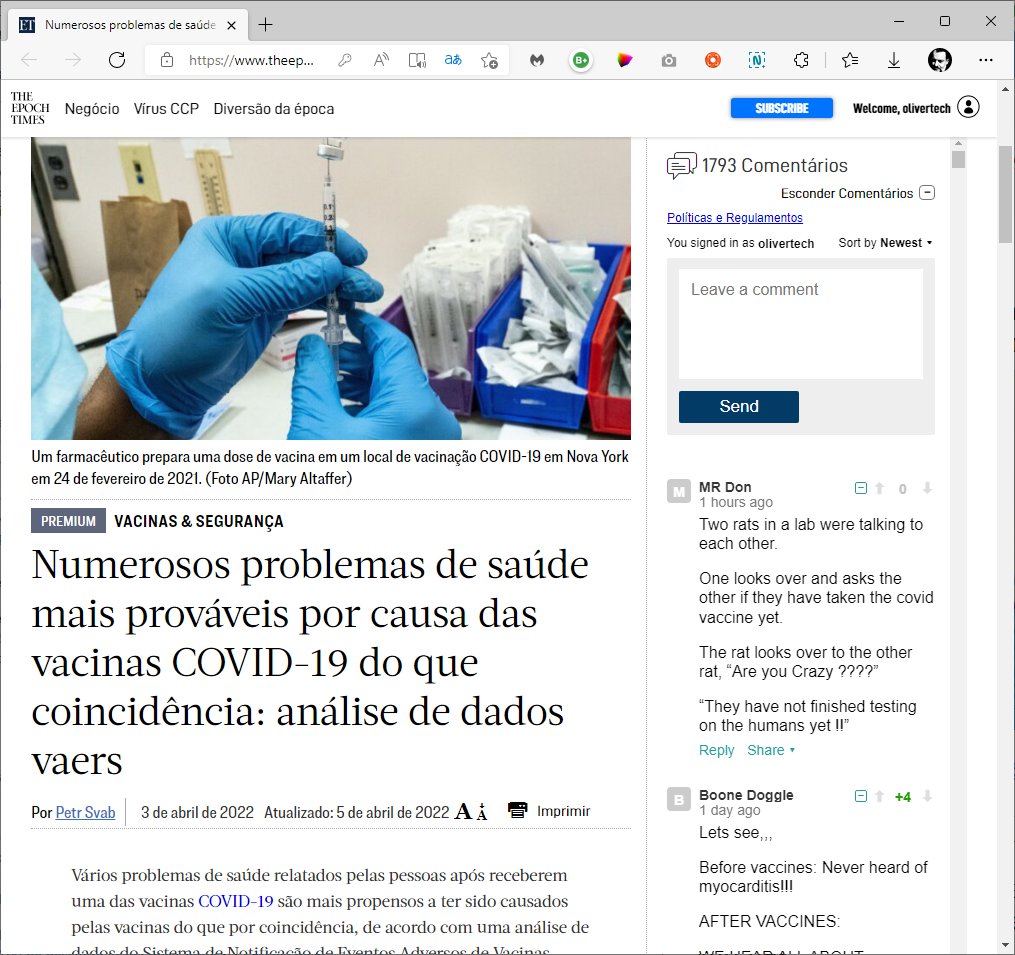 ET Numerosos problemas de saúde
https://www.theep...
THE
EPOCH
TIMES
Negócio Vírus CCP Diversão da época
SUBSCRIBE
Welcome, olivertech
Um farmacêutico prepara uma dose de vacina em um local de vacinação COVID-19 em Nova York
em 24 de fevereiro de 2021. (Foto AP/Mary Altaffer)
PREMIUM VACINAS & SEGURANÇA
Numerosos problemas de saúde
mais prováveis por causa das
vacinas COVID-19 do que
coincidência: análise de dados
vaers
Por Petr Svab 3 de abril de 2022 Atualizado: 5 de abril de 2022 A A Imprimir
Vários problemas de saúde relatados pelas pessoas após receberem
uma das vacinas COVID-19 são mais propensos a ter sido causados
pelas vacinas do que por coincidência, de acordo com uma análise de
dados do Sistema de Notificação de Eventos Adversos de Vacinas
1793 Comentários
Esconder Comentários
Políticas e Regulamentos
You signed in as olivertech Sort by Newest
Leave a comment
Send
M MR Don 0
1 hours ago
Two rats in a lab were talking to
each other.
One looks over and asks the
other if they have taken the covid
vaccine yet.
The rat looks over to the other
rat, “Are you Crazy ????”
“They have not finished testing
on the humans yet !!”
Reply Share
B Boone Doggle +4
1 day ago
Lets see,,,
Before vaccines: Never heard of
myocarditis!!!
AFTER VACCINES:
WE HEAR ALL ABOUT